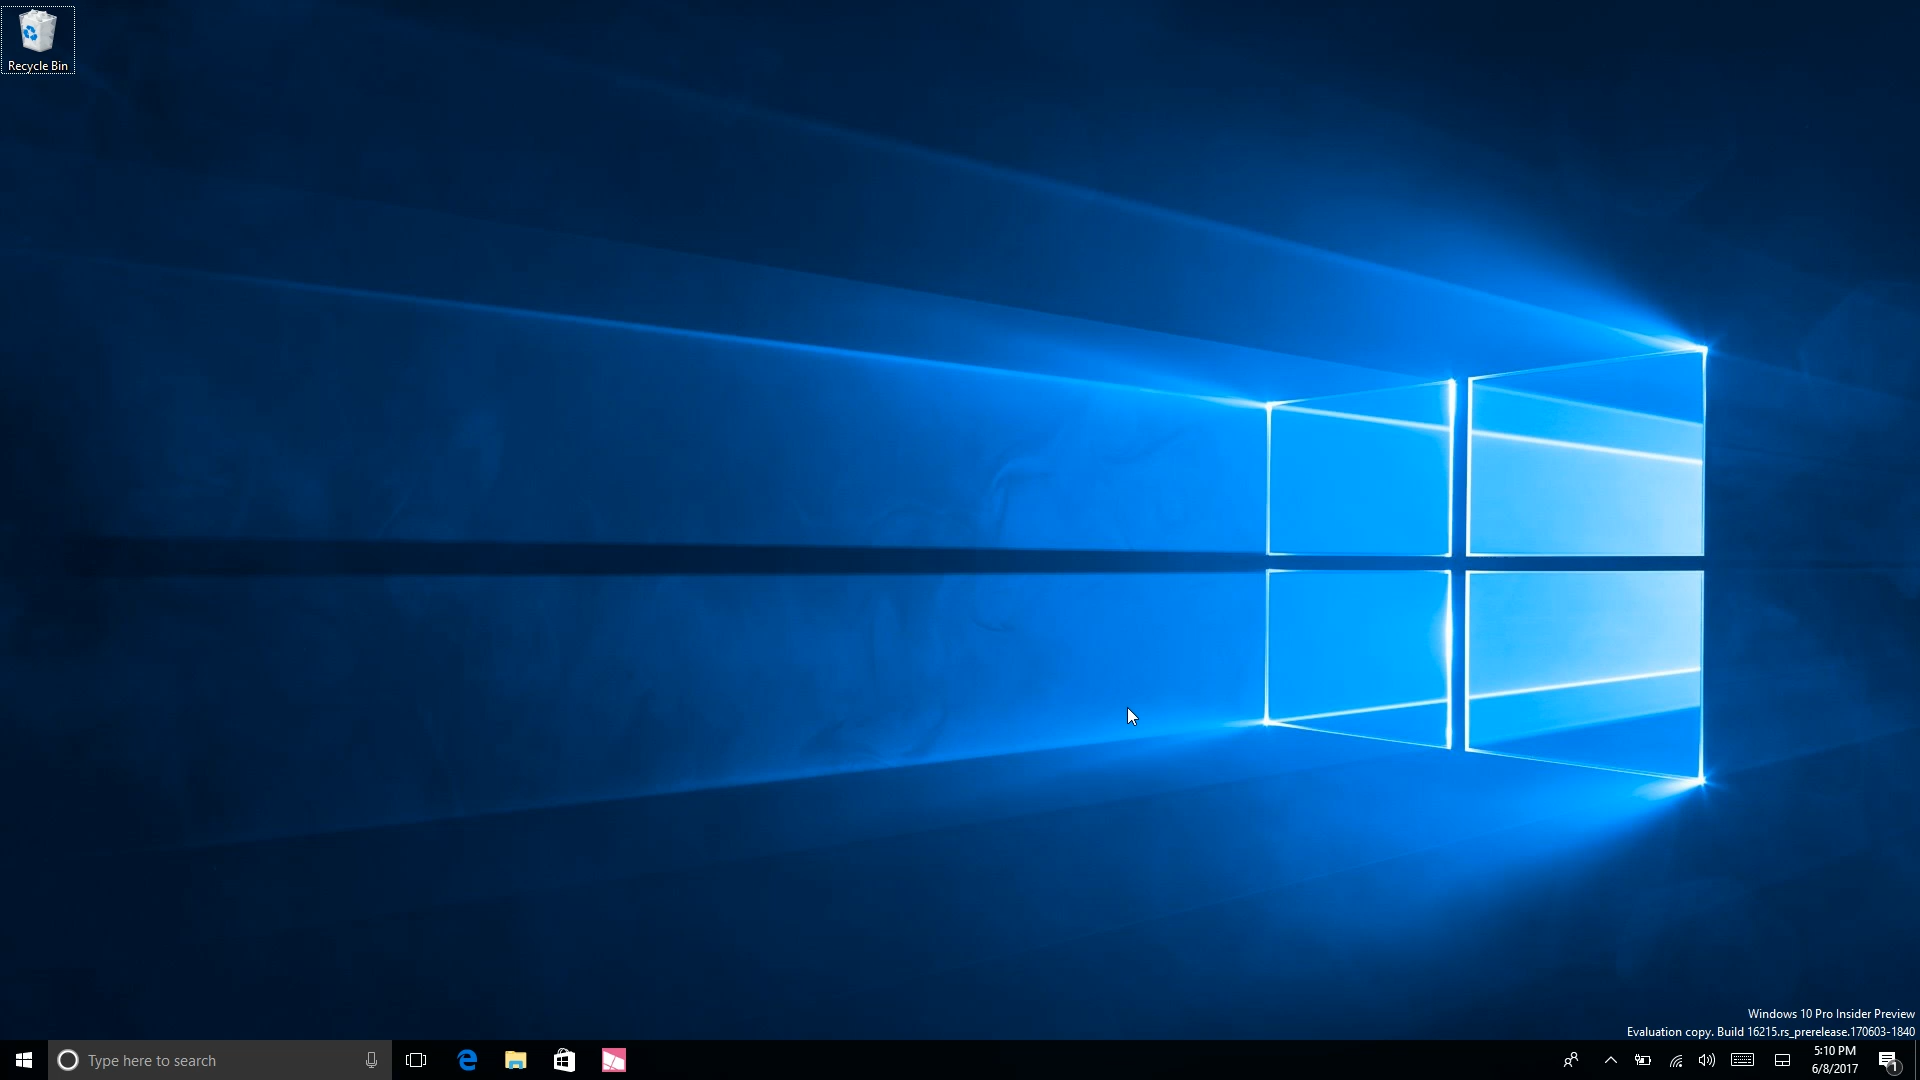 Recycle Bin
Windows 10 Pro Insider Preview
Evaluation copy. Build 16215.rs_prerelease.170603-1840
Type here to search
5:10 PM
6/8/2017
1